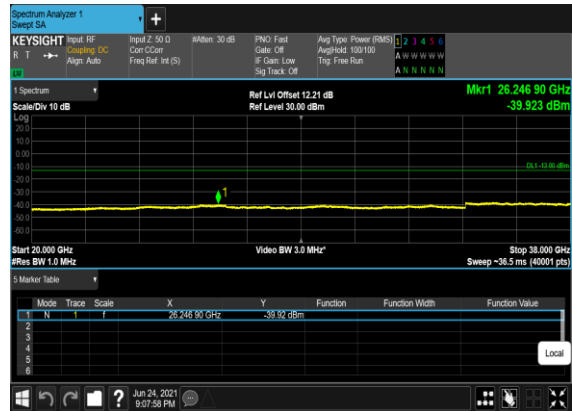 Spectrum Analyzer 1
Swept SA
KEYSIGHT Input: RF Input Z: 50 Ω #Atten: 30 dB PNO: Fast Avg Type: Power (RMS) 1 2 3 4 5 6
R T Coupling: DC Corr CCorr Gate: Off Avg|Hold: 100/100 A W W W W W
Align: Auto Freq Ref: Int (S) IF Gain: Low Trig: Free Run
Sig Track: Off A N N N N N
1 Spectrum Ref Lvl Offset 12.21 dB Mkr1 26.246 90 GHz
Scale/Div 10 dB Ref Level 30.00 dBm -39.923 dBm
Log
20.0
10.0
0.00
-10.0 DL1 -13.00 dBm
-20.0
-30.0 1
-40.0
-50.0
-60.0
Start 20.000 GHz Video BW 3.0 MHz* Stop 38.000 GHz
#Res BW 1.0 MHz Sweep ~36.5 ms (40001 pts)
5 Marker Table
Mode Trace Scale X Y Function Function Width Function Value
1 N 1 f 26.246 90 GHz -39.92 dBm
2
3
4
5
6
Local
? Jun 24, 2021
9:07:58 PM